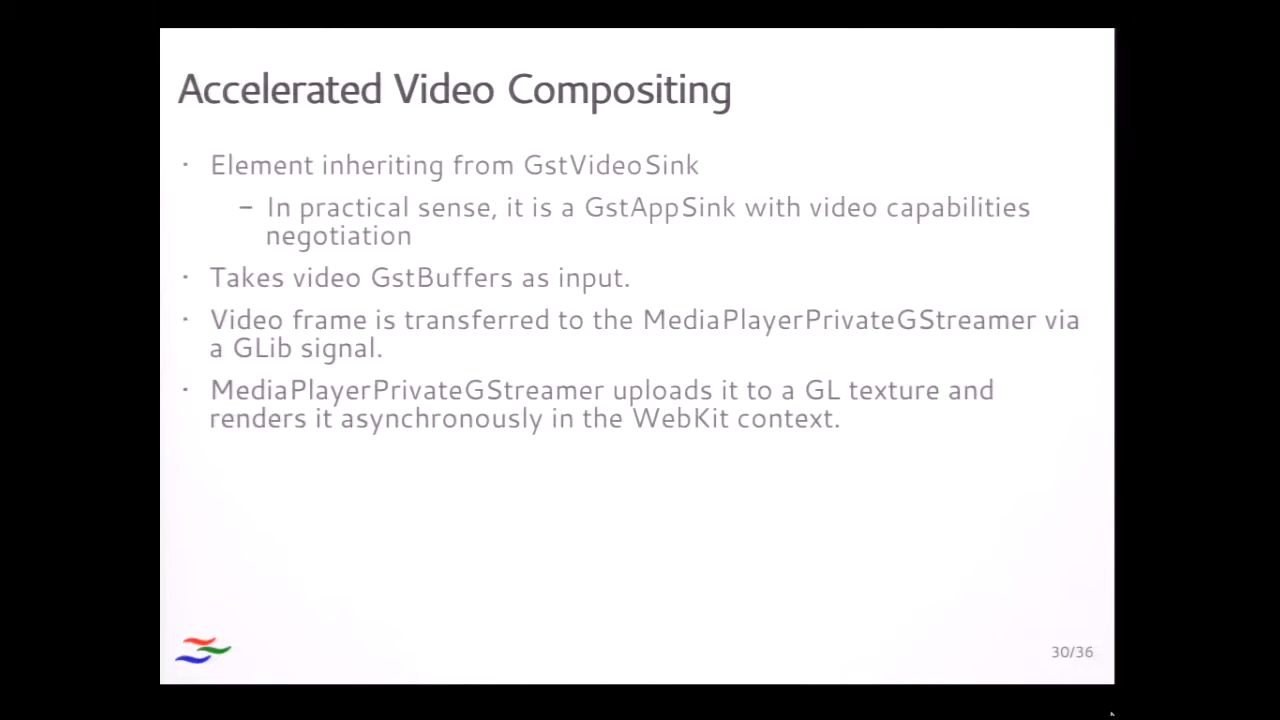 Accelerated Video Compositing
· Element inheriting from GstVideoSink
– In practical sense, it is a GstAppSink with video capabilities
negotiation
· Takes video GstBuffers as input.
· Video frame is transferred to the MediaPlayerPrivateGStreamer via
a GLib signal.
· MediaPlayerPrivateGStreamer uploads it to a GL texture and
renders it asynchronously in the WebKit context.
30/36